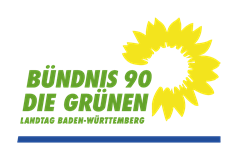 BÜNDNIS 90
DIE GRÜNEN
LANDTAG BADEN-WÜRTTEMBERG